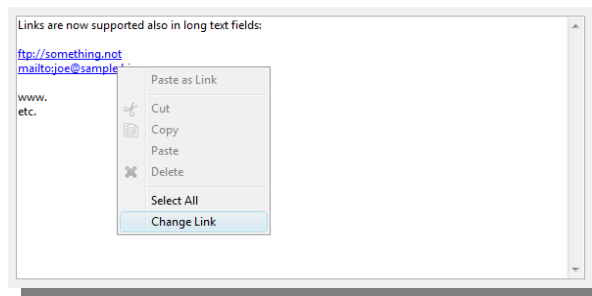 Links are now supported also in long text fields:
ftp://something.not
mailto:joe@sample
www.
etc.
Paste as Link
Cut
Copy
Paste
Delete
Select All
Change Link